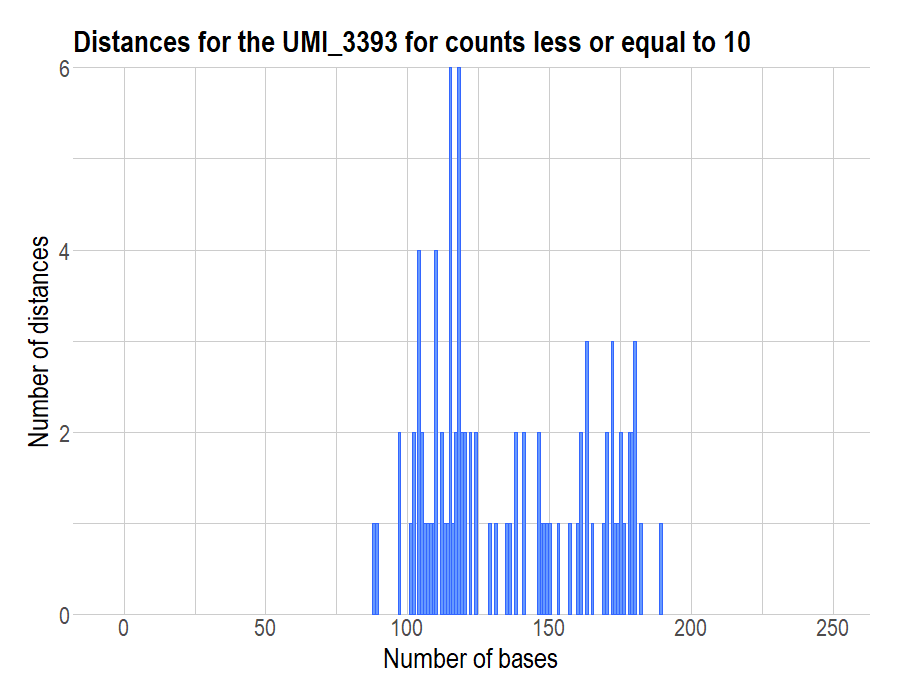 Distances for the UMI_3393 for counts less or equal to 10
6
4
2
0
Number of distances
0 50 100 150 200 250
Number of bases